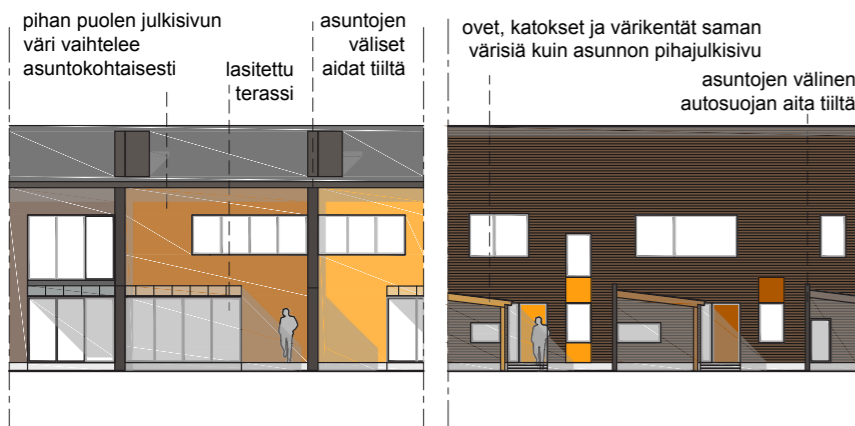 pihan puolen julkisivun
väri vaihtelee
asuntokohtaisesti
lasitettu
terassi
asuntojen
väliset
aidat tiiltä
ovet, katokset ja värikentät saman
värisiä kuin asunnon pihajulkisivu
asuntojen välinen
autosuojan aita tiiltä